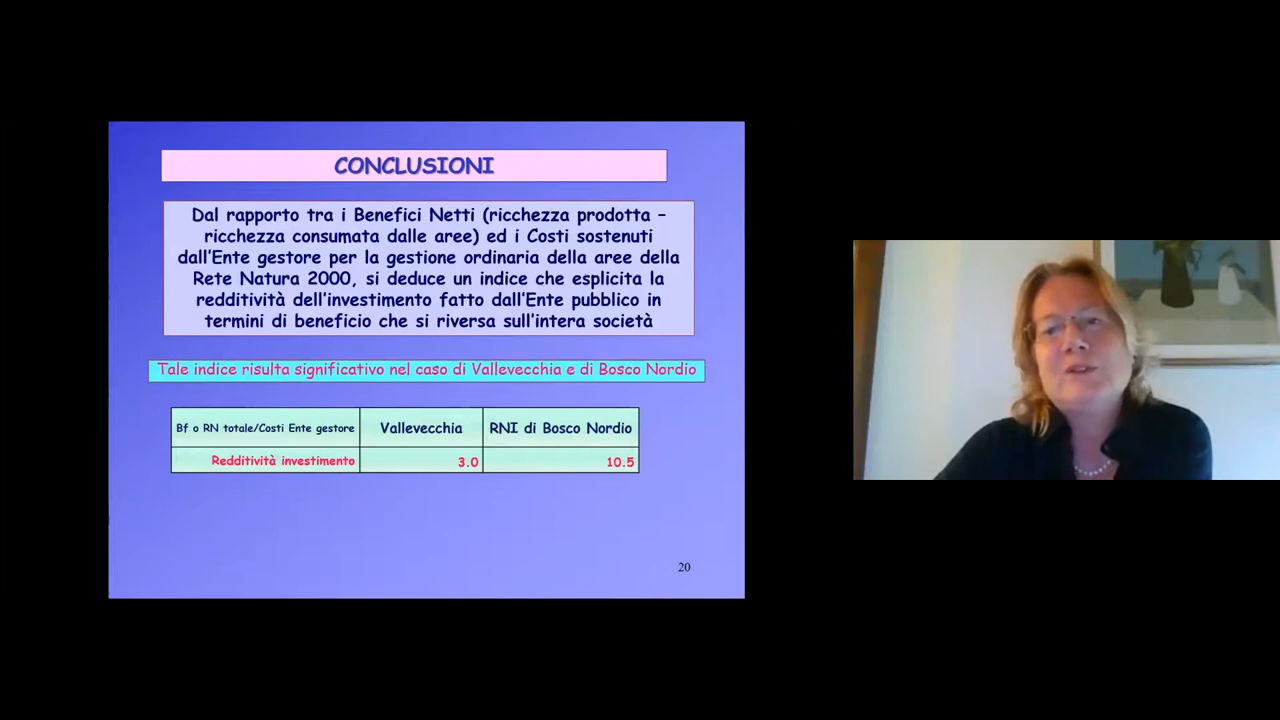 CONCLUSIONI
Dal rapporto tra i Benefici Netti (ricchezza prodotta –
ricchezza consumata dalle aree) ed i Costi sostenuti
dall'Ente gestore per la gestione ordinaria della aree della
Rete Natura 2000, si deduce un indice che esplicita la
redditività dell'investimento fatto dall'Ente pubblico in
termini di beneficio che si riversa sull'intera società
Tale indice risulta significativo nel caso di Vallevecchia e di Bosco Nordio
Bf o RN totale/Costi Ente gestore Vallevecchia RNI di Bosco Nordio
Redditività investimento 3.0 10.5
20